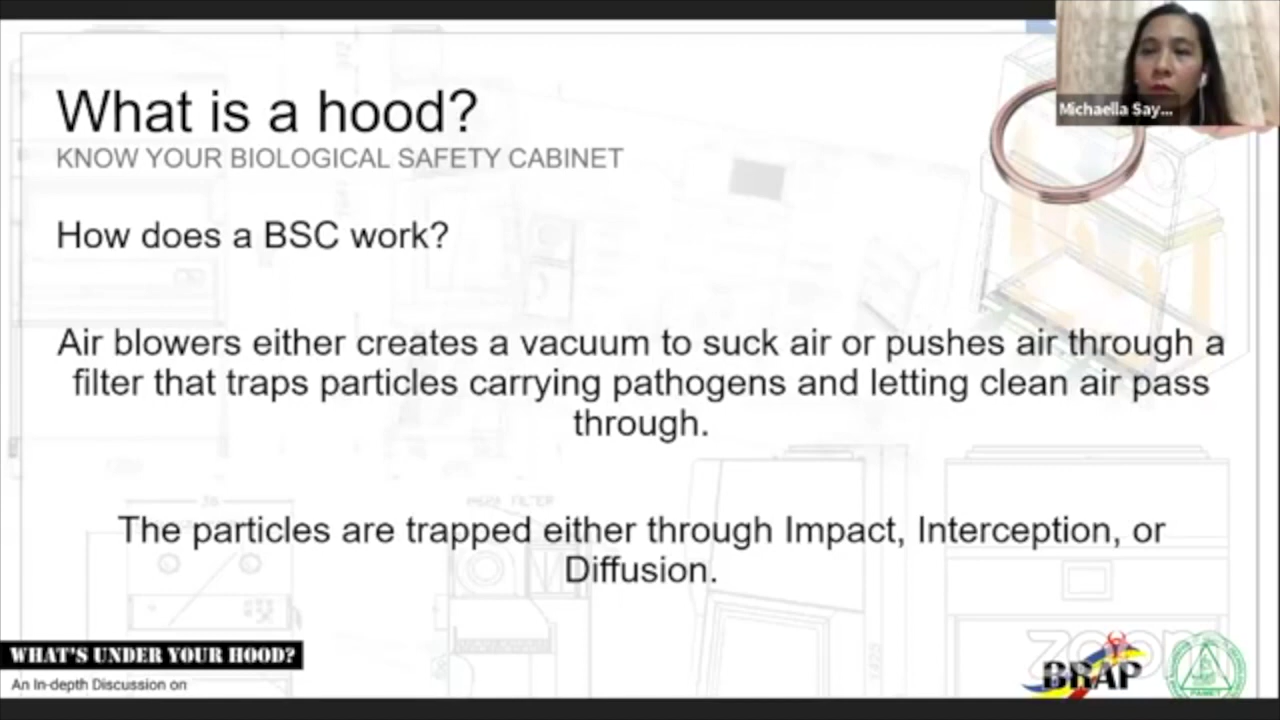 Michaella Say...
What is a hood?
KNOW YOUR BIOLOGICAL SAFETY CABINET
How does a BSC work?
Air blowers either creates a vacuum to suck air or pushes air through a
filter that traps particles carrying pathogens and letting clean air pass
through.
The particles are trapped either through Impact, Interception, or
Diffusion.
WHAT'S UNDER YOUR HOOD?
An In-depth Discussion on
zoom
BRAP
PAMET